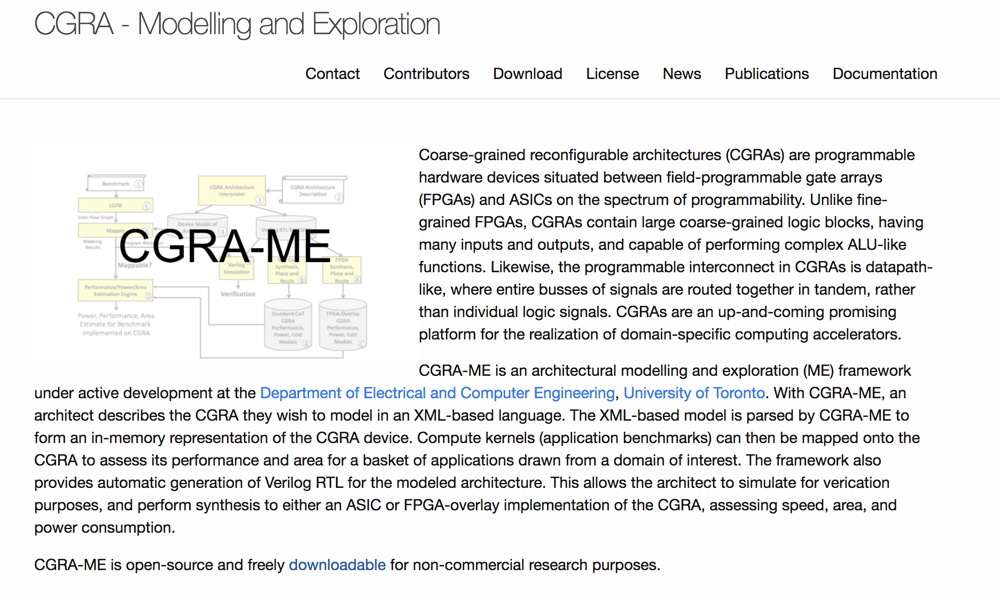 CGRA - Modelling and Exploration
Contact Contributors Download License News Publications Documentation
Benchmark 1
LLVM 5
Data-Flow Graph
Mapper 6
Mapping
Results
Program
Mappable?
Performance/Power/Area
Estimation Engine D
Power, Performance, Area
Estimate for Benchmark
Implemented on CGRA
CGRA Architecture
Interpreter 3
CGRA Architecture
Description 2
Device Model of
4
Verilog RTL for
CGRA-ME
Verilog
Simulation
Verification
Synthesis,
Place and
Route 9
FPGA
Synthesis,
Place and
Route A
Standard-Cell
CGRA
Performance,
Power, Cost
Models B
FPGA-Overlay
CGRA
Performance,
Power, Cost
Models C
Coarse-grained reconfigurable architectures (CGRAs) are programmable
hardware devices situated between field-programmable gate arrays
(FPGAs) and ASICs on the spectrum of programmability. Unlike fine-
grained FPGAs, CGRAs contain large coarse-grained logic blocks, having
many inputs and outputs, and capable of performing complex ALU-like
functions. Likewise, the programmable interconnect in CGRAs is datapath-
like, where entire busses of signals are routed together in tandem, rather
than individual logic signals. CGRAs are an up-and-coming promising
platform for the realization of domain-specific computing accelerators.
CGRA-ME is an architectural modelling and exploration (ME) framework
under active development at the Department of Electrical and Computer Engineering, University of Toronto. With CGRA-ME, an
architect describes the CGRA they wish to model in an XML-based language. The XML-based model is parsed by CGRA-ME to
form an in-memory representation of the CGRA device. Compute kernels (application benchmarks) can then be mapped onto the
CGRA to assess its performance and area for a basket of applications drawn from a domain of interest. The framework also
provides automatic generation of Verilog RTL for the modeled architecture. This allows the architect to simulate for verication
purposes, and perform synthesis to either an ASIC or FPGA-overlay implementation of the CGRA, assessing speed, area, and
power consumption.
CGRA-ME is open-source and freely downloadable for non-commercial research purposes.